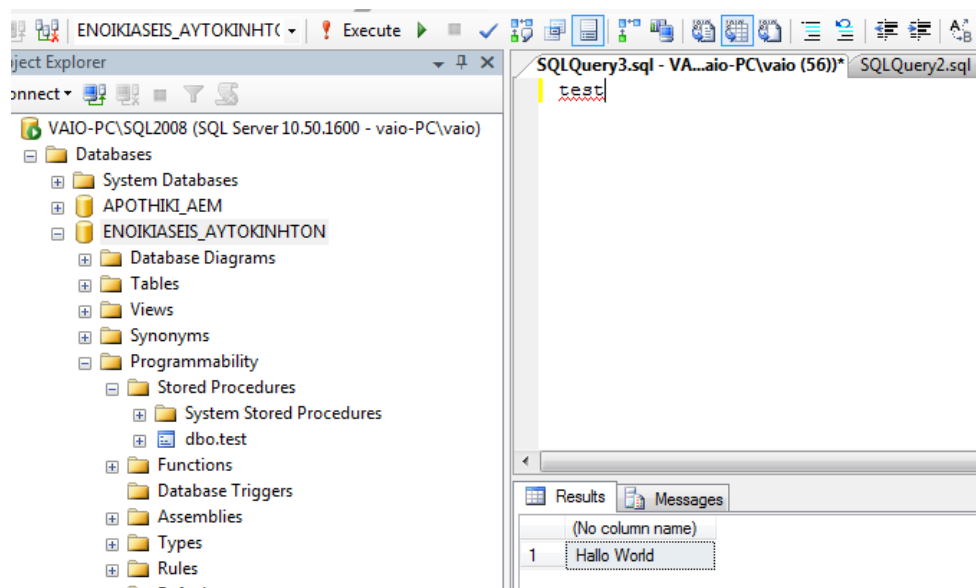 ENOIKIASEIS_AYTOKINHT( Execute
ject Explorer
onnect
VAIO-PC\SQL2008 (SQL Server 10.50.1600 - vaio-PC\vaio)
Databases
System Databases
APOTHIKI_AEM
ENOIKIASEIS_AYTOKINHTON
Database Diagrams
Tables
Views
Synonyms
Programmability
Stored Procedures
System Stored Procedures
dbo.test
Functions
Database Triggers
Assemblies
Types
Rules
SQLQuery3.sql - VA...aio-PC\vaio (56))* SQLQuery2.sql
test
Results Messages
(No column name)
1 Hallo World